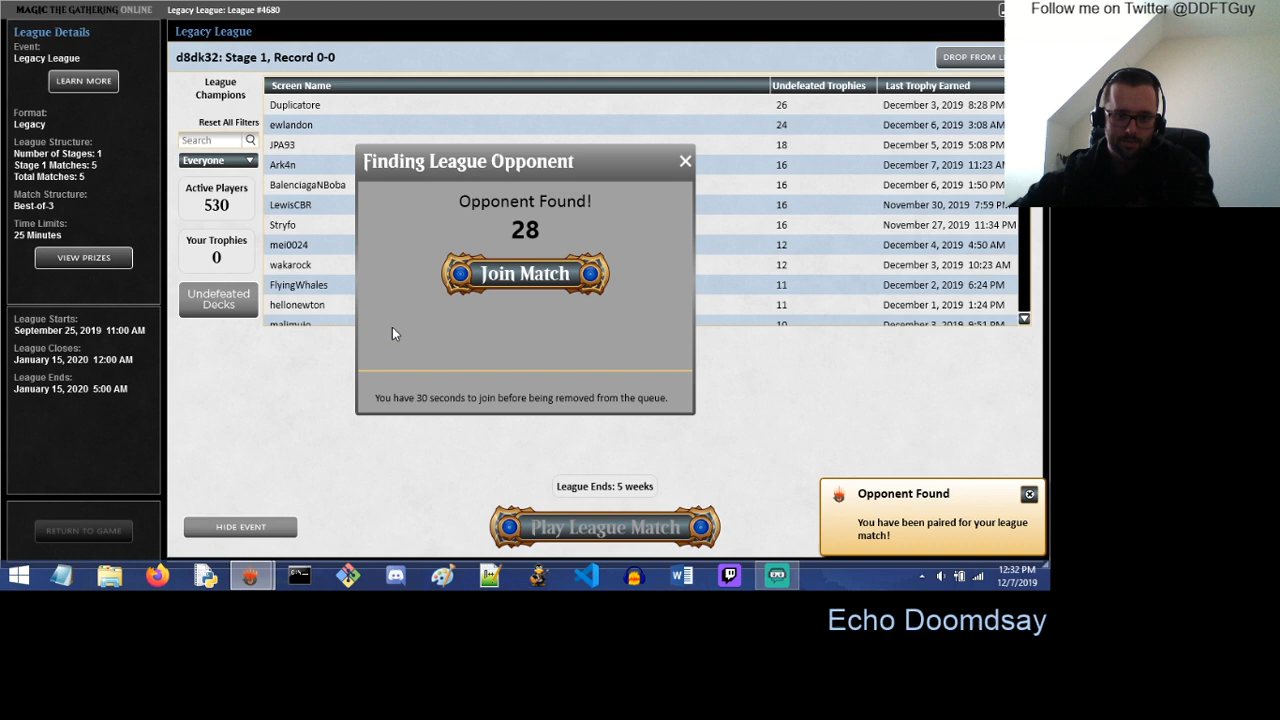 MAGIC THE GATHERING ONLINE
Legacy League: League #4680
Follow me on Twitter @DDFTGuy
League Details
Event:
Legacy League
LEARN MORE
Format:
Legacy
League Structure:
Number of Stages: 1
Stage 1 Matches: 5
Total Matches: 5
Match Structure:
Best-of-3
Time Limits:
25 Minutes
VIEW PRIZES
League Starts:
September 25, 2019 11:00 AM
League Closes:
January 15, 2020 12:00 AM
League Ends:
January 15, 2020 5:00 AM
RETURN TO GAME
Legacy League
d8dk32: Stage 1, Record 0-0
DROP FROM
League
Champions
Reset All Filters
Search
Everyone
Active Players
530
Your Trophies
0
Undefeated
Decks
Screen Name Undefeated Trophies Last Trophy Earned
Duplicatore 26 December 3, 2019 8:28 PM
ewlandon 24 December 6, 2019 3:08 AM
JPA93 18 December 5, 2019 5:08 PM
Ark4n 16 December 7, 2019 11:23 AM
BalenciagaNBoba 16 December 6, 2019 1:50 PM
LewisCBR 16 November 30, 2019 7:59 PM
Stryfo 16 November 27, 2019 11:34 PM
mei0024 12 December 4, 2019 4:50 AM
wakarock 12 December 3, 2019 10:23 AM
FlyingWhales 11 December 2, 2019 6:24 PM
hellonewton 11 December 1, 2019 1:24 PM
10 December 3, 2019 9:51 PM
Finding League Opponent
Opponent Found!
28
Join Match
You have 30 seconds to join before being removed from the queue.
League Ends: 5 weeks
HIDE EVENT
Play League Match
Opponent Found
You have been paired for your league
match!
12:32 PM
12/7/2019
Echo Doomdsay